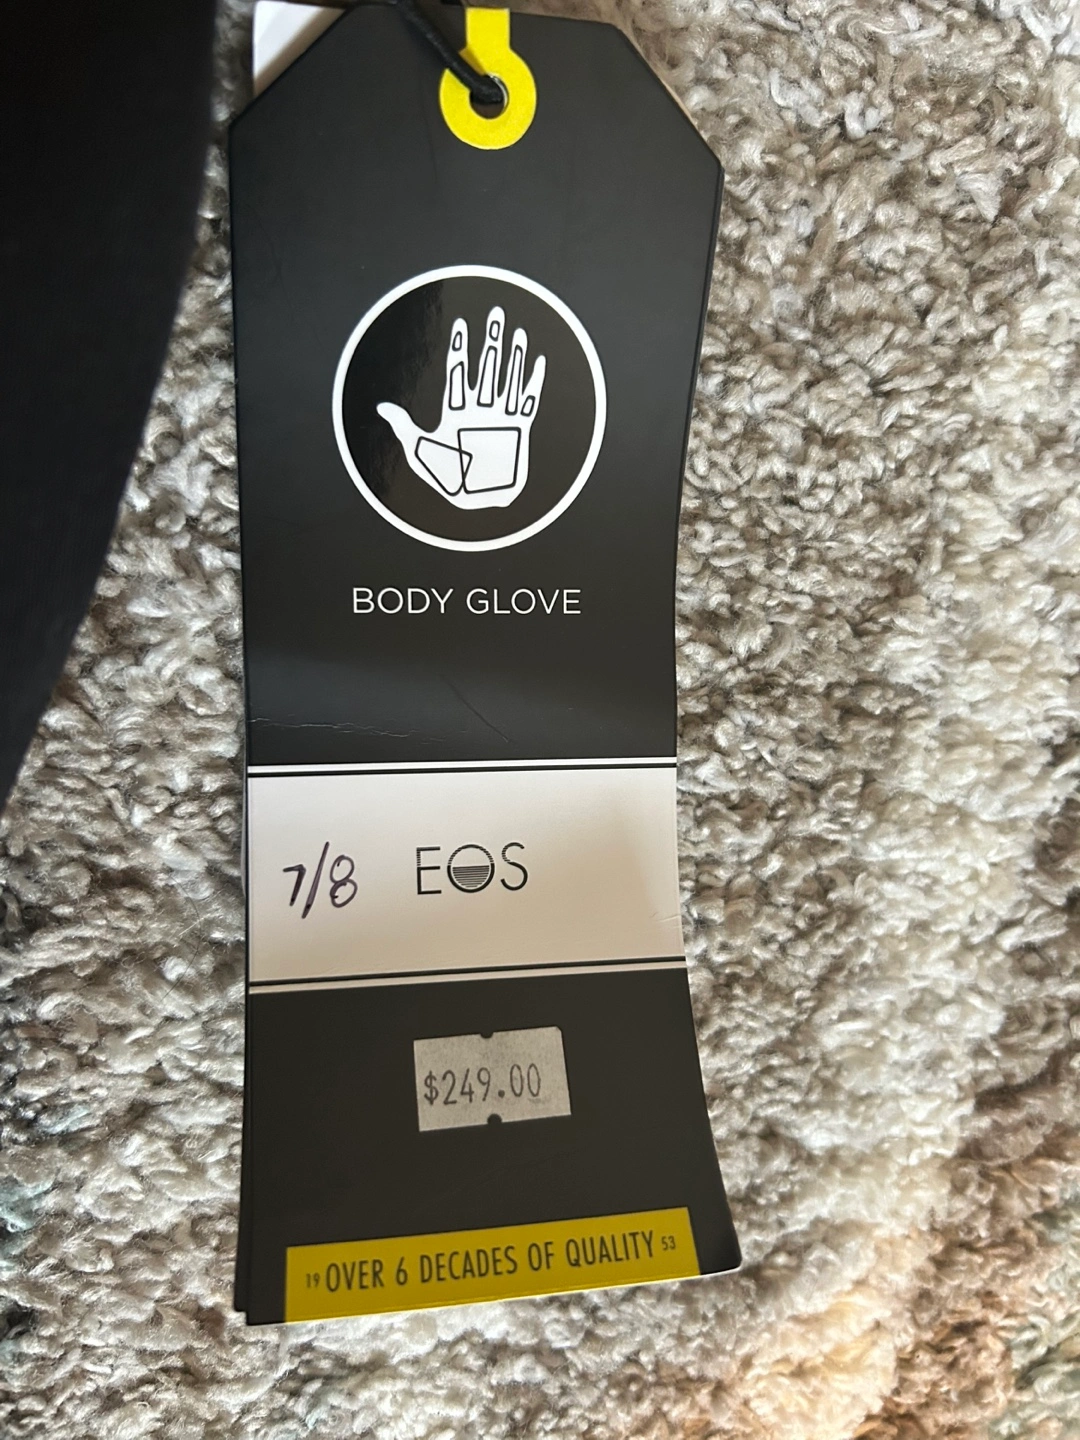 BODY GLOVE
7/8 EOS
$249.00
19 OVER 6 DECADES OF QUALITY 53